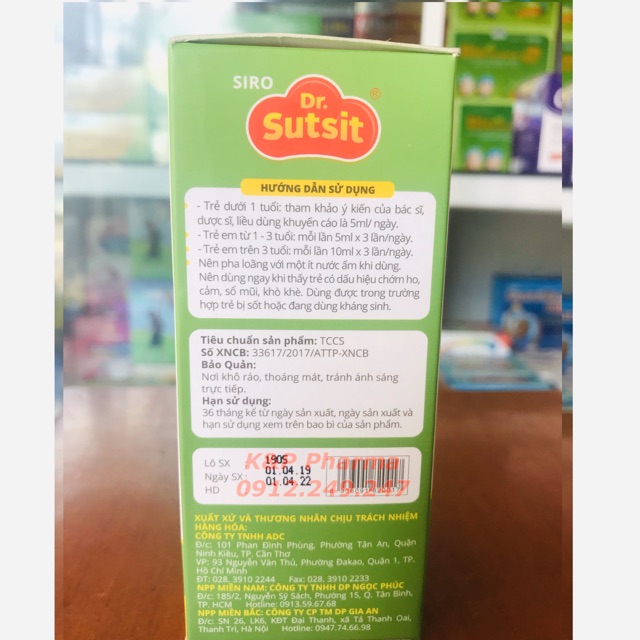 SIRO
Dr.
Sutsit ®
HƯỚNG DẪN SỬ DỤNG
- Trẻ dưới 1 tuổi: tham khảo ý kiến của bác sĩ,
dược sĩ, liều dùng khuyến cáo là 5ml/ ngày.
- Trẻ em từ 1 - 3 tuổi: mỗi lần 5ml x 3 lần/ngày.
- Trẻ em trên 3 tuổi: mỗi lần 10ml x 3 lần/ngày.
Nên pha loãng với một ít nước ấm khi dùng.
Nên dùng ngay khi thấy trẻ có dấu hiệu chớm ho,
cảm, sổ mũi, khò khè. Dùng được trong trường
hợp trẻ bị sốt hoặc đang dùng kháng sinh.
Tiêu chuẩn sản phẩm: TCCS
Số XNCB: 33617/2017/ATTP-XNCB
Bảo Quản:
Nơi khô ráo, thoáng mát, tránh ánh sáng
trực tiếp.
Hạn sử dụng:
36 tháng kể từ ngày sản xuất, ngày sản xuất và
hạn sử dụng xem trên bao bì của sản phẩm.
K&P Pharma
0912.249.247
Lô SX 1905
Ngày SX : 01.04.19
HD 01.04.22
XUẤT XỨ VÀ THƯƠNG NHÂN CHỊU TRÁCH NHIỆM
HÀNG HÓA:
CÔNG TY TNHH ADC
Đ/c: 101 Phan Đình Phùng, Phường Tân An, Quận
Ninh Kiều, TP. Cần Thơ
VP: 93 Nguyễn Văn Thủ, Phường Đakao, Quận 1, TP.
Hồ Chí Minh
ĐT: 028. 3910 2244 Fax: 028. 3910 2233
NPP MIỀN NAM: CÔNG TY TNHH DP NGỌC PHÚC
Đ/c: 185/2, Nguyễn Sỹ Sách, Phường 15, Q. Tân Bình,
TP. HCM Hotline: 0913.59.67.68
NPP MIỀN BẮC: CÔNG TY CP TM DP GIA AN
Đ/c: SN 26, LK6, KĐT Đại Thanh, xã Tả Thanh Oai,
Thanh Trì, Hà Nội Hotline: 0947.74.66.98